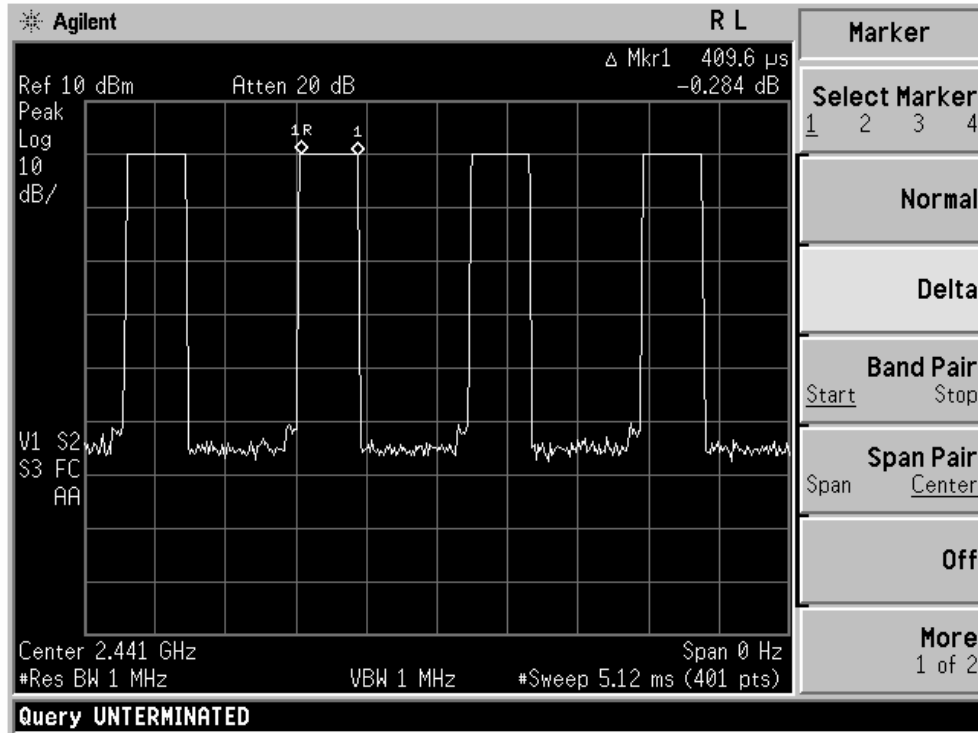 Agilent R L
Δ Mkr1 409.6 µs
Ref 10 dBm Atten 20 dB -0.284 dB
Peak
Log
10
dB/
1R 1
V1 S2
S3 FC
AA
Center 2.441 GHz Span 0 Hz
#Res BW 1 MHz VBW 1 MHz #Sweep 5.12 ms (401 pts)
Query UNTERMINATED
Marker
Select Marker
1 2 3 4
Normal
Delta
Band Pair
Start Stop
Span Pair
Span Center
Off
More
1 of 2